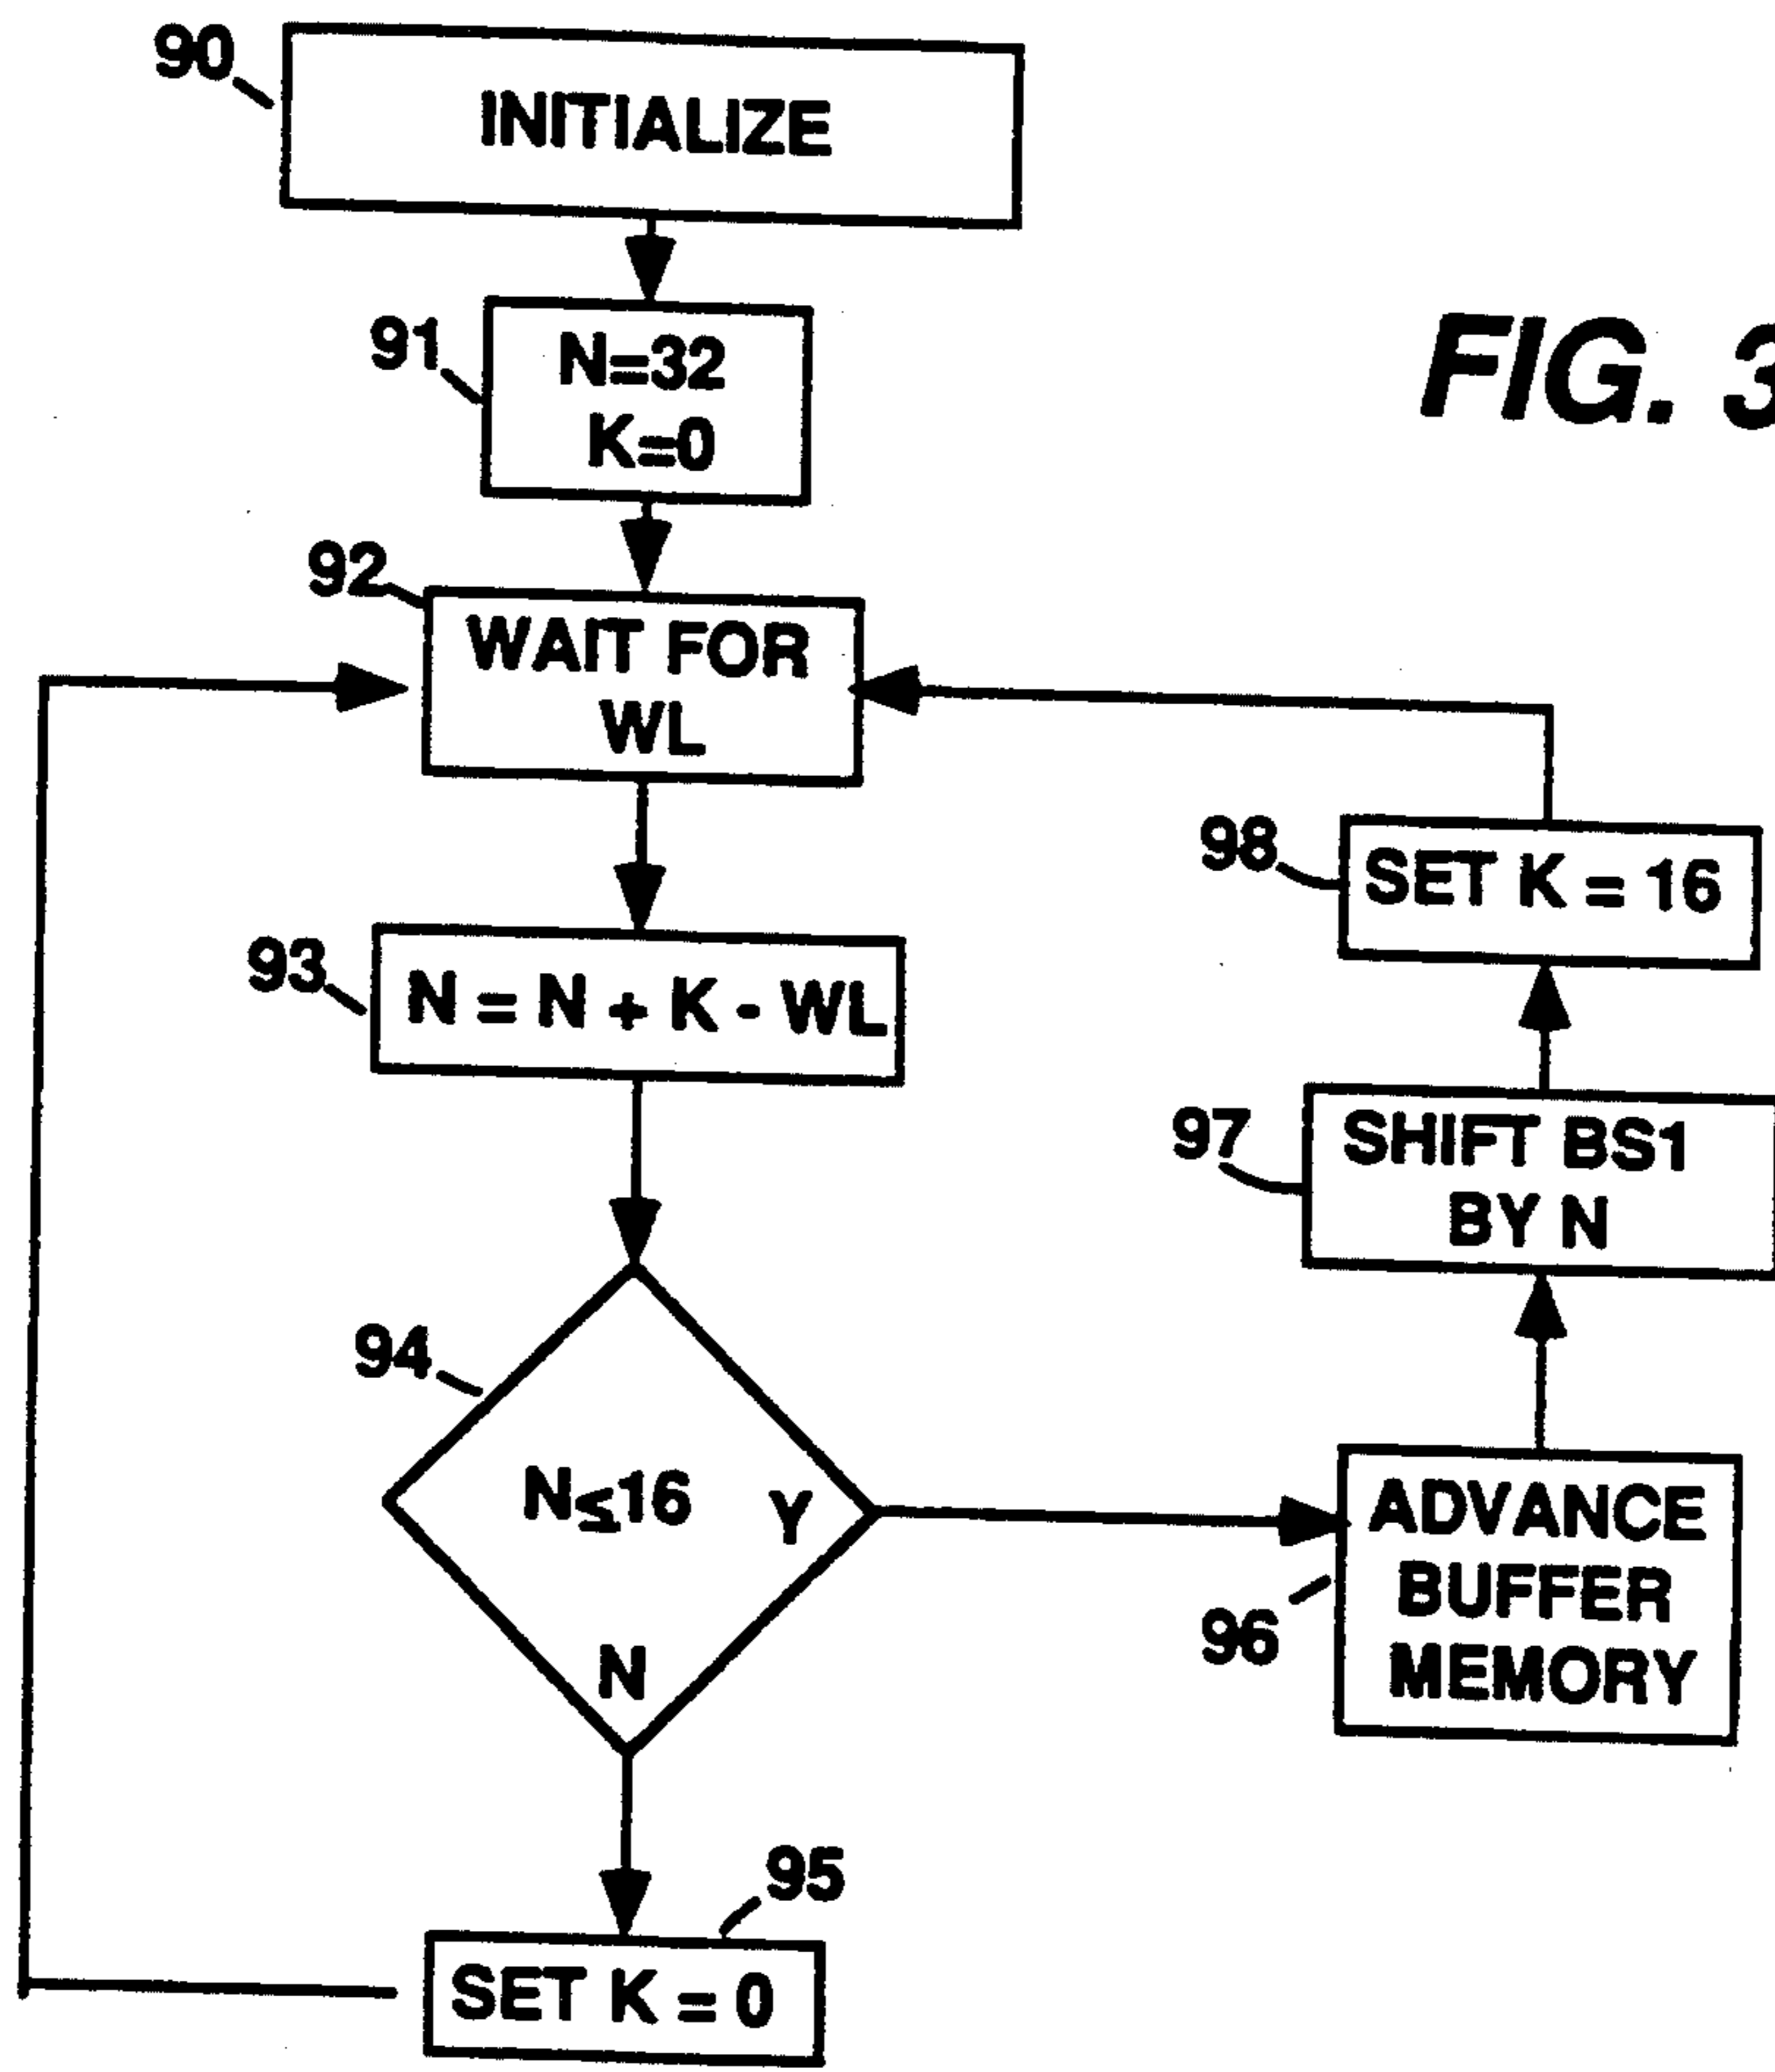 90
INITIALIZE
91
N=32
K=0
FIG. 3
92
WAIT FOR
WL
98
SET K = 16
93
N = N + K - WL
97
SHIFT BS1
BY N
94
N≤16
Y
N
96
ADVANCE
BUFFER
MEMORY
95
SET K = 0